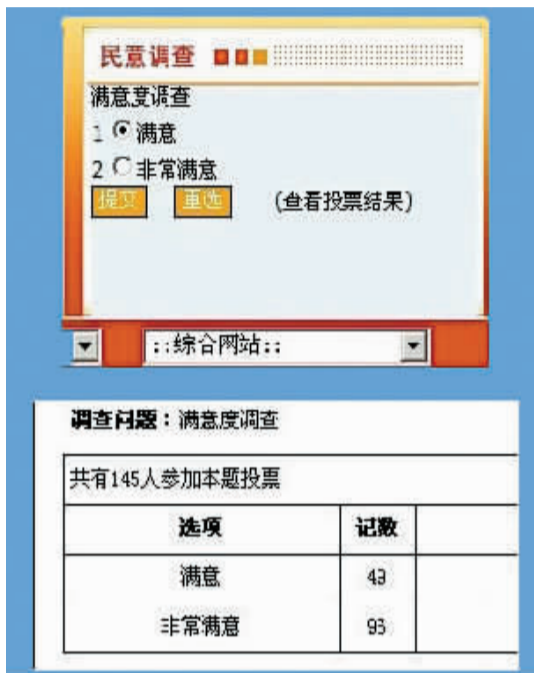 民意调查
满意度调查
1 满意
2 非常满意
提交 重选 (查看投票结果)
::综合网站::
调查问题：满意度调查
共有145人参加本题投票
选项 记数
满意
非常满意